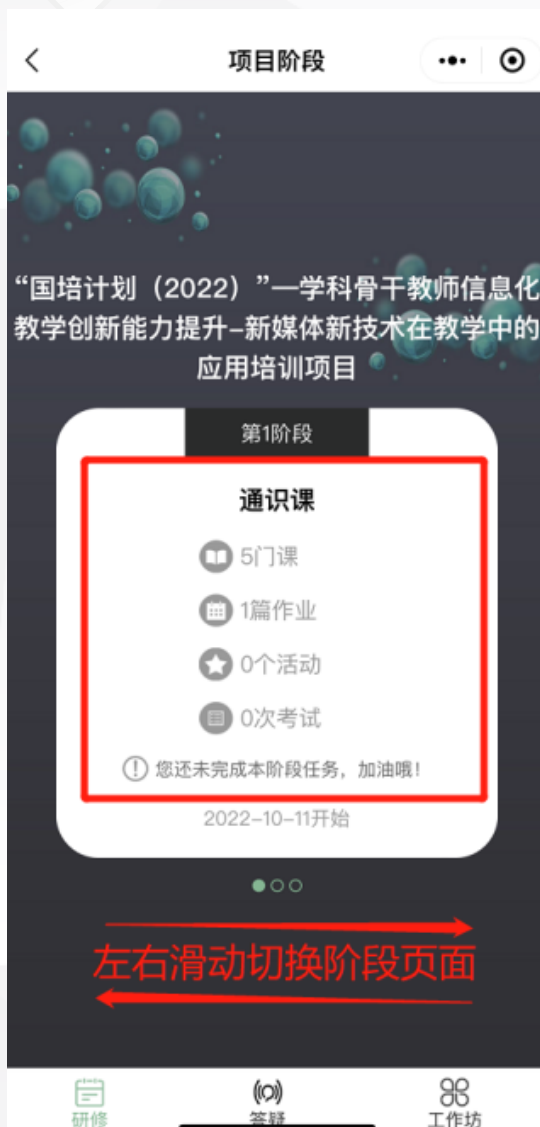 项目阶段
“国培计划（2022）”—学科骨干教师信息化
教学创新能力提升–新媒体新技术在教学中的
应用培训项目
第1阶段
通识课
5门课
1篇作业
0个活动
0次考试
您还未完成本阶段任务，加油哦！
2022–10–11开始
左右滑动切换阶段页面
研修
答疑
工作坊